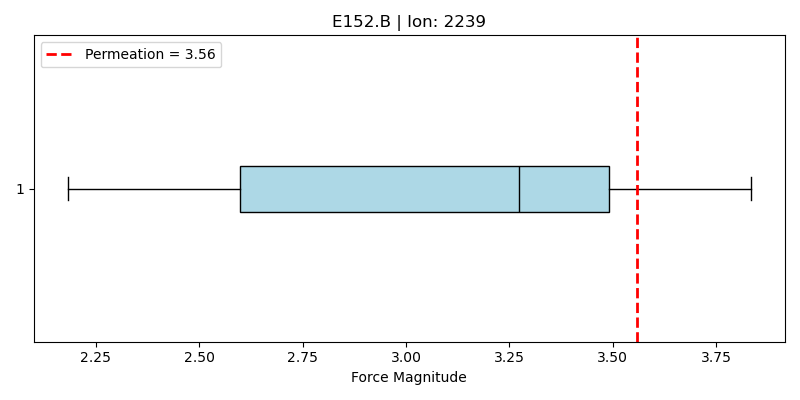 E152.B | Ion: 2239
Permeation = 3.56
1
2.25 2.50 2.75 3.00 3.25 3.50 3.75
Force Magnitude